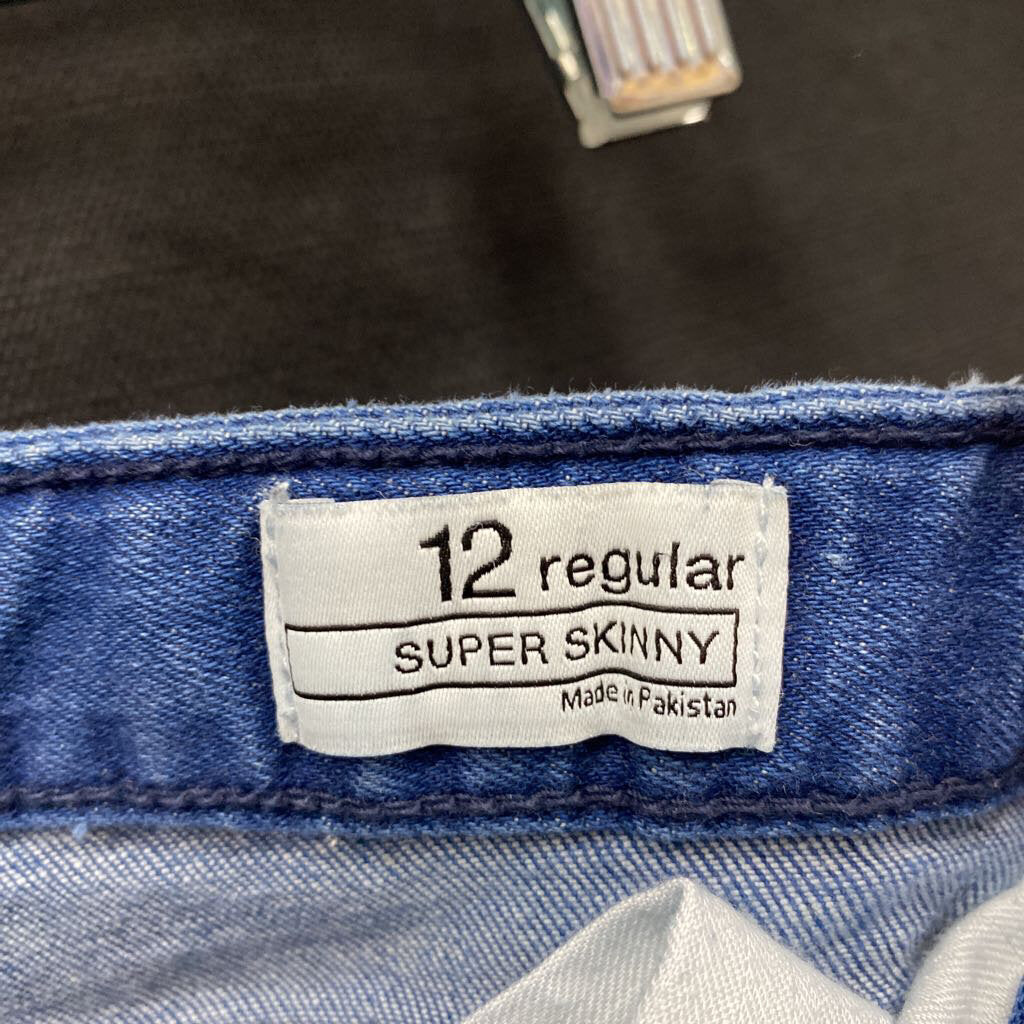 12 regular
SUPER SKINNY
Made in Pakistan